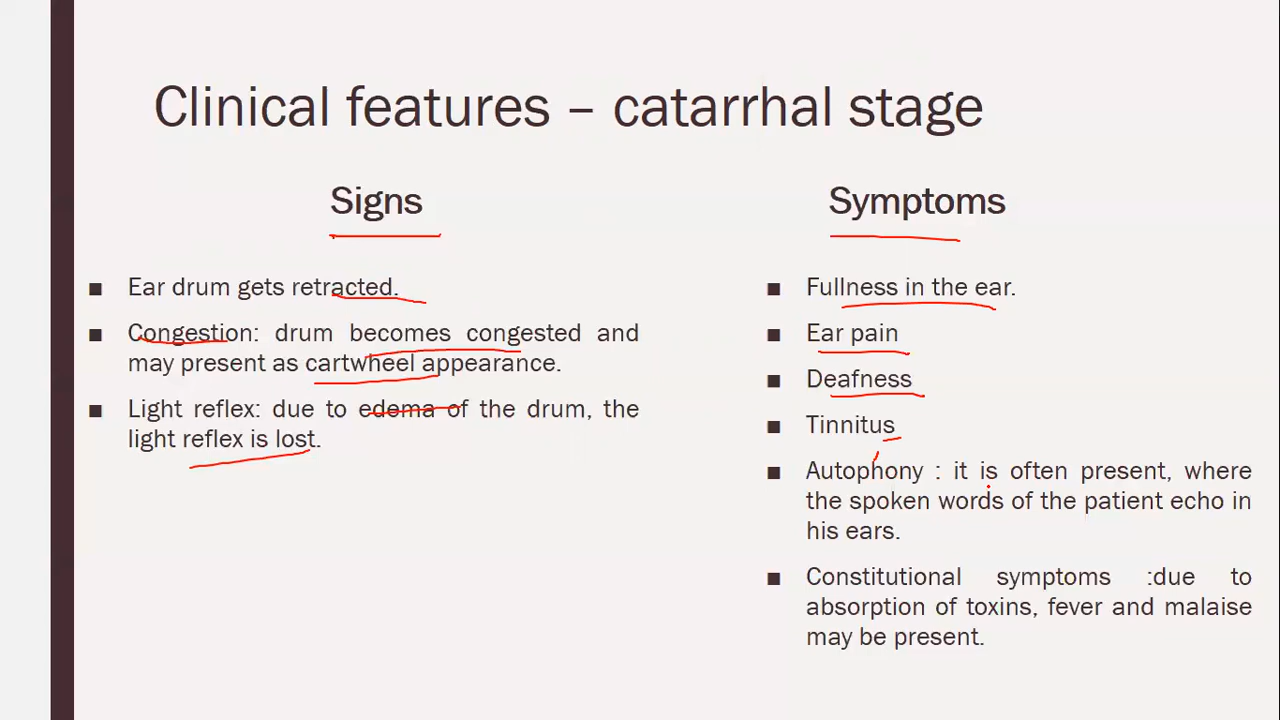 Clinical features – catarrhal stage
Signs
■ Ear drum gets retracted.
■ Congestion: drum becomes congested and
may present as cartwheel appearance.
■ Light reflex: due to edema of the drum, the
light reflex is lost.
Symptoms
■ Fullness in the ear.
■ Ear pain
■ Deafness
■ Tinnitus
■ Autophony : it is often present, where
the spoken words of the patient echo in
his ears.
■ Constitutional symptoms :due to
absorption of toxins, fever and malaise
may be present.